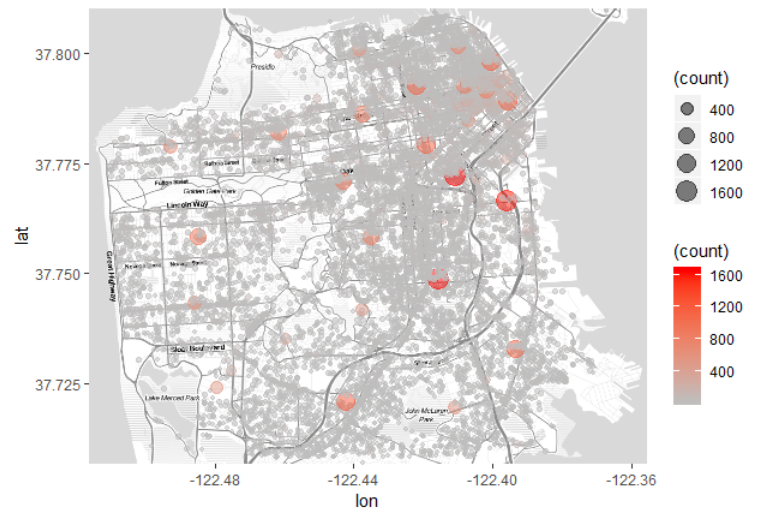 37.800
37.775
37.750
37.725
lat
-122.48
-122.44
-122.40
-122.36
lon
Presidio
Fulton Street
Golden Gate Park
Lincoln Way
Great Highway
Oak
Sloat Boulevard
Lake Merced Park
John McLaren
Park
(count)
400
800
1200
1600
(count)
1600
1200
800
400